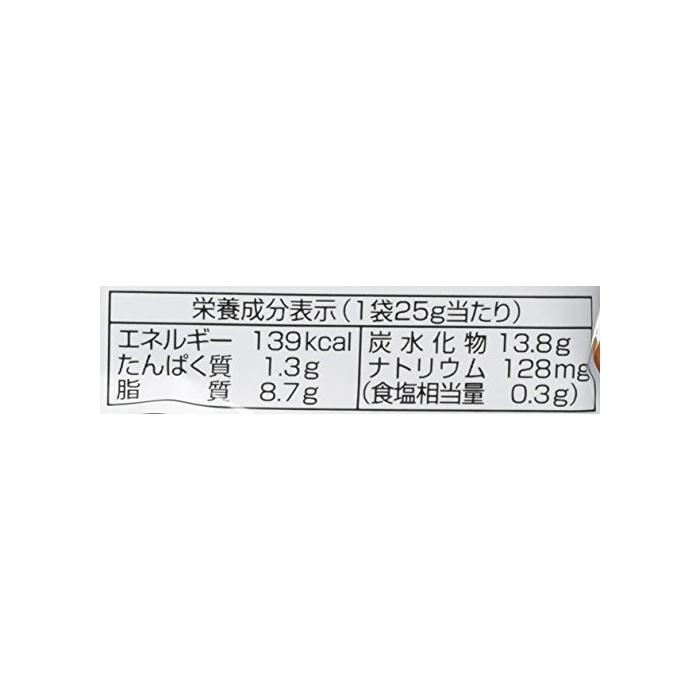 栄養成分表示(1袋25g当たり)
エネルギー 139kcal
たんぱく質 1.3g
脂質 8.7g
炭水化物 13.8g
ナトリウム 128mg
(食塩相当量 0.3g)